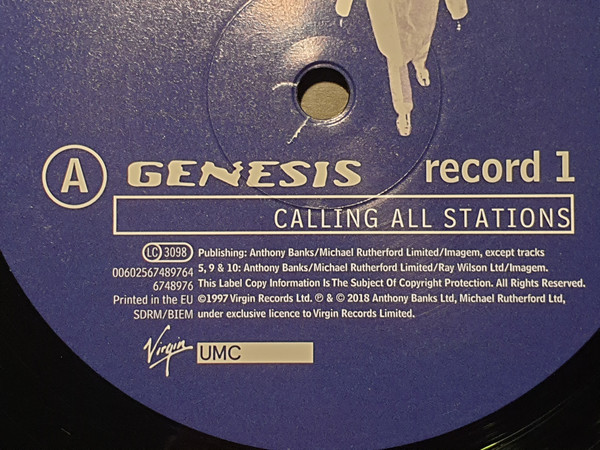 A GENESIS record 1
CALLING ALL STATIONS
LC 3098 Publishing: Anthony Banks/Michael Rutherford Limited/Imagem, except tracks
00602567489764 5, 9 & 10: Anthony Banks/Michael Rutherford Limited/Ray Wilson Ltd/Imagem.
6748976 This Label Copy Information Is The Subject Of Copyright Protection. All Rights Reserved.
Printed in the EU ©1997 Virgin Records Ltd. ℗ & © 2018 Anthony Banks Ltd, Michael Rutherford Ltd,
SDRM/BIEM under exclusive licence to Virgin Records Limited.
Virgin UMC